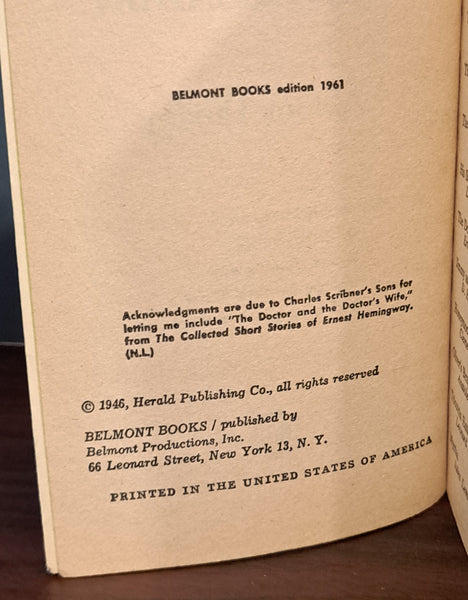 BELMONT BOOKS edition 1961
Acknowledgments are due to Charles Scribner's Sons for
letting me include "The Doctor and the Doctor's Wife,"
from The Collected Short Stories of Ernest Hemingway.
(N.L.)
© 1946, Herald Publishing Co., all rights reserved
BELMONT BOOKS / published by
Belmont Productions, Inc.
66 Leonard Street, New York 13, N. Y.
PRINTED IN THE UNITED STATES OF AMERICA